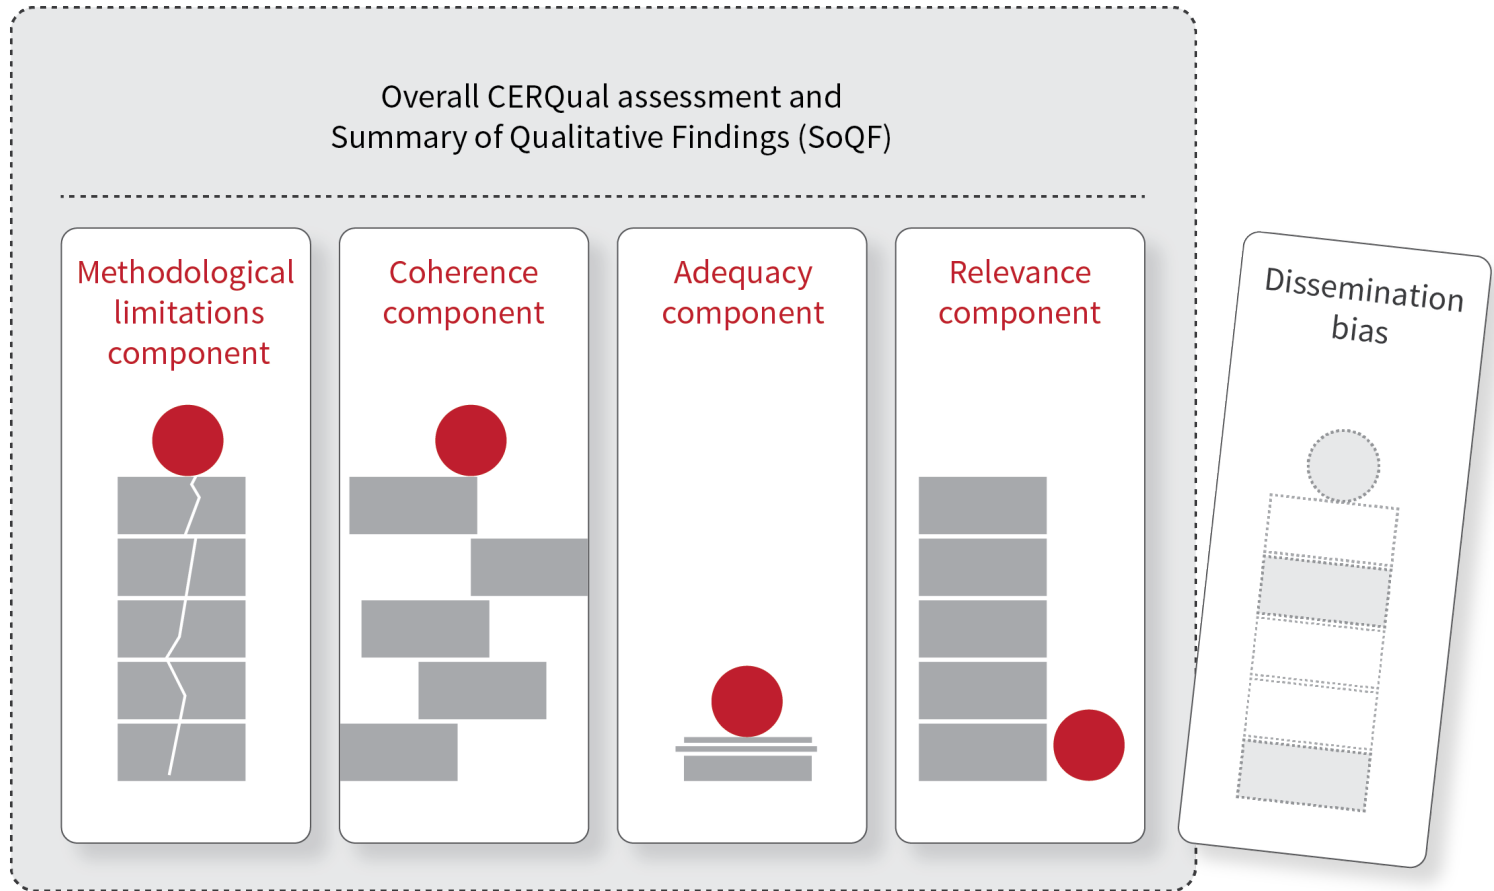 Overall CERQual assessment and
Summary of Qualitative Findings (SoQF)
Methodological
limitations
component
Coherence
component
Adequacy
component
Relevance
component
Dissemination
bias